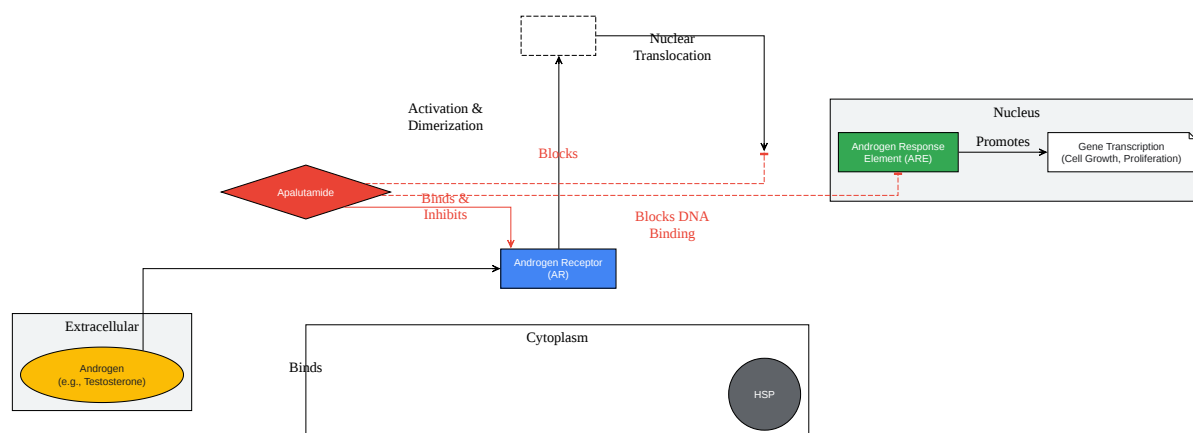 Nuclear
Translocation
Activation &
Dimerization
Nucleus
Androgen Response
Element (ARE)
Promotes
Gene Transcription
(Cell Growth, Proliferation)
Blocks
Apalutamide
Binds &
Inhibits
Blocks DNA
Binding
Androgen Receptor
(AR)
Extracellular
Androgen
(e.g., Testosterone)
Cytoplasm
Binds
HSP